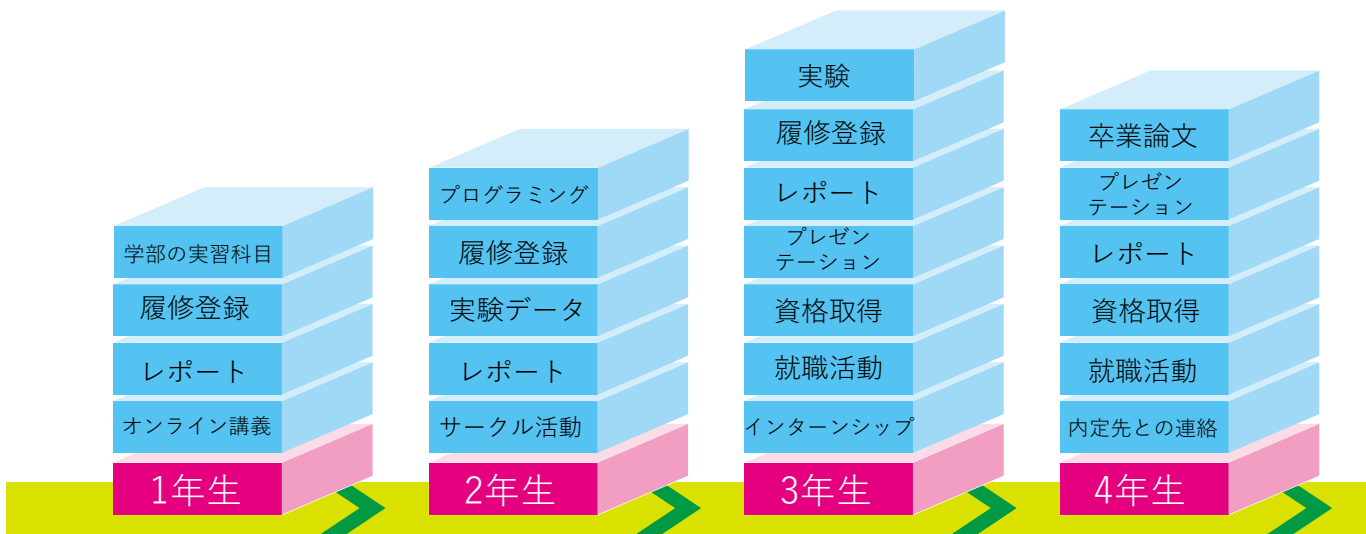 学部の実習科目
履修登録
レポート
オンライン講義
1年生
プログラミング
履修登録
実験データ
レポート
サークル活動
2年生
実験
履修登録
レポート
プレゼン
テーション
資格取得
就職活動
インターンシップ
3年生
卒業論文
プレゼン
テーション
レポート
資格取得
就職活動
内定先との連絡
4年生